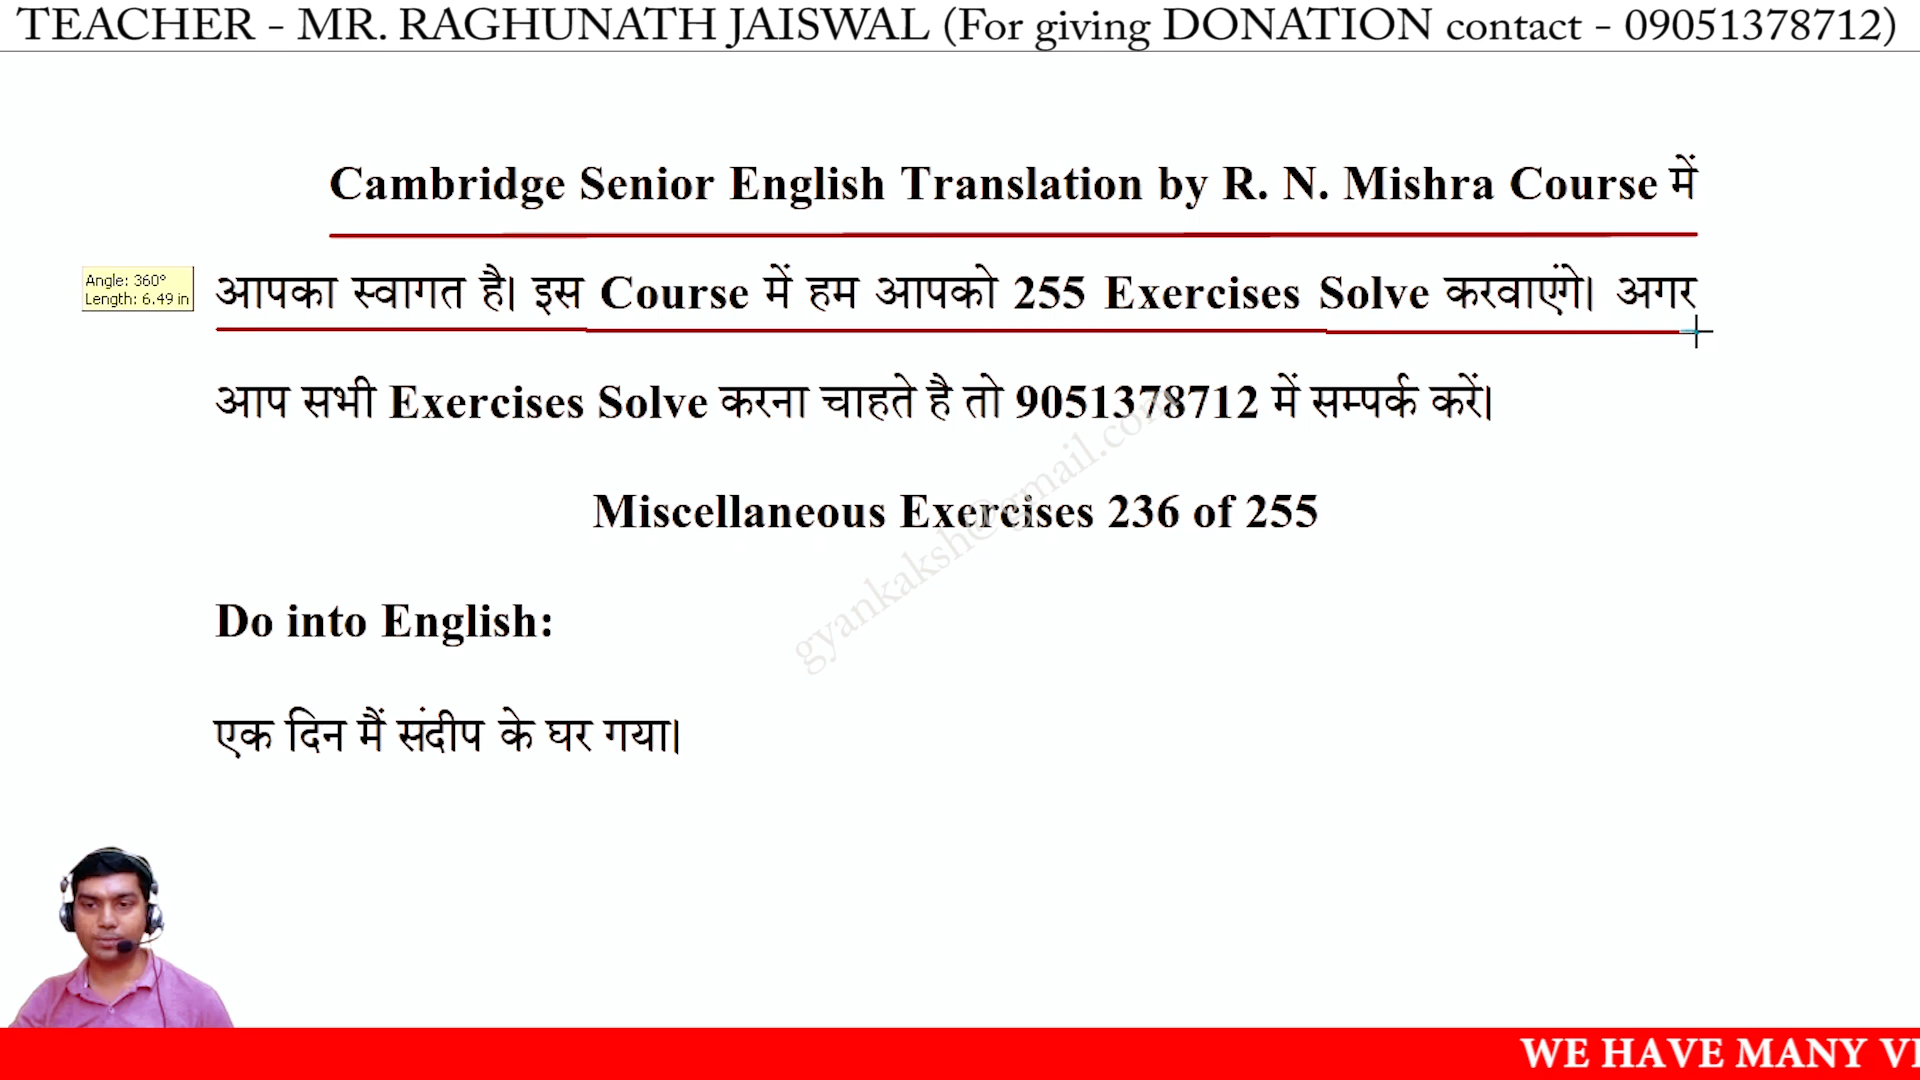 TEACHER - MR. RAGHUNATH JAISWAL (For giving DONATION contact - 09051378712)
Cambridge Senior English Translation by R. N. Mishra Course में
Angle: 360°
Length: 6.49 in
आपका स्वागत है। इस Course में हम आपको 255 Exercises Solve करवाएंगे। अगर
आप सभी Exercises Solve करना चाहते है तो 9051378712 में सम्पर्क करें।
gyankaksh@gmail.com
Miscellaneous Exercises 236 of 255
Do into English:
एक दिन मैं संदीप के घर गया।
WE HAVE MANY